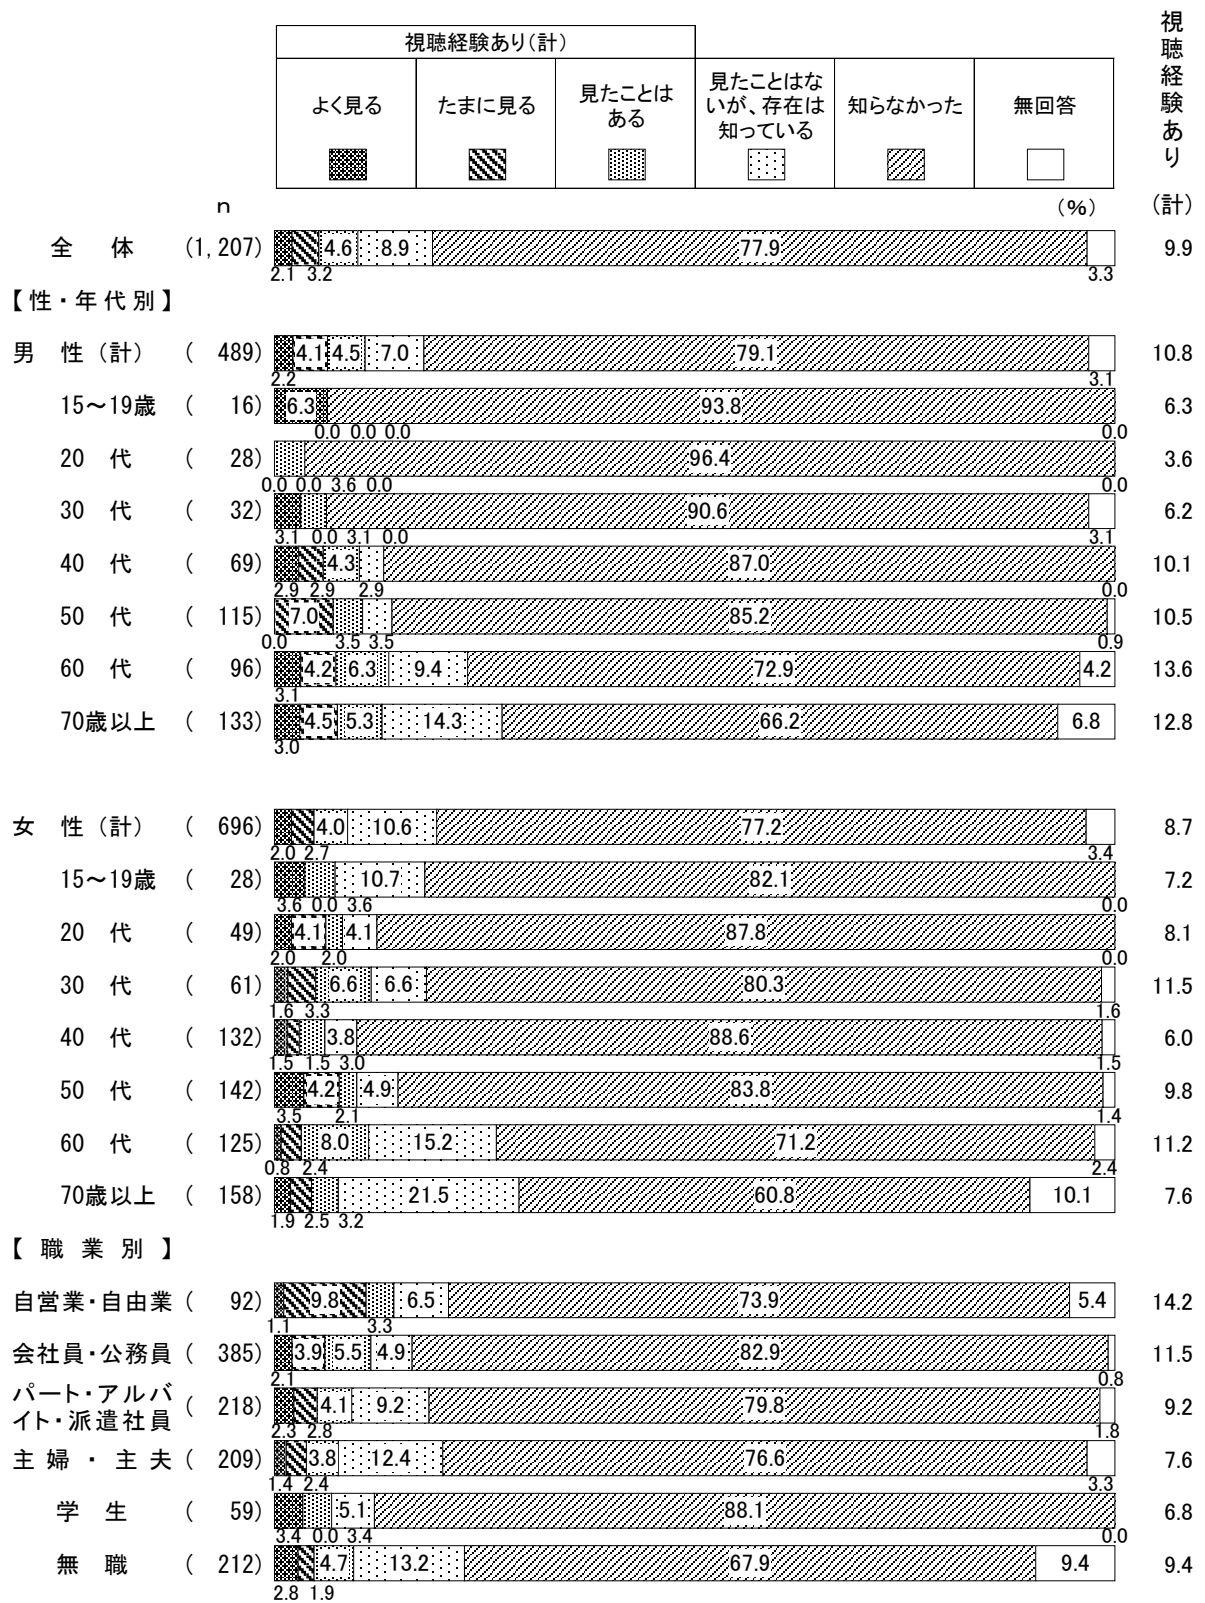 視聴経験あり(計)
よく見る
たまに見る
見たことは
ある
見たことはな
いが、存在は
知っている
知らなかった
無回答
視聴経験あり
(計)
n
(%)
全 体 (1,207) 4.6 8.9 77.9 9.9
2.1 3.2 3.3
【性・年代別】
男 性(計) ( 489) 4.1 4.5 7.0 79.1 10.8
2.2 3.1
15～19歳 ( 16) 6.3 93.8 6.3
0.0 0.0 0.0 0.0
20 代 ( 28) 96.4 3.6
0.0 0.0 3.6 0.0 0.0
30 代 ( 32) 90.6 6.2
3.1 0.0 3.1 0.0 3.1
40 代 ( 69) 4.3 87.0 10.1
2.9 2.9 2.9 0.0
50 代 ( 115) 7.0 85.2 10.5
0.0 3.5 3.5 0.9
60 代 ( 96) 4.2 6.3 9.4 72.9 4.2 13.6
3.1
70歳以上 ( 133) 4.5 5.3 14.3 66.2 6.8 12.8
3.0
女 性(計) ( 696) 4.0 10.6 77.2 8.7
2.0 2.7 3.4
15～19歳 ( 28) 10.7 82.1 7.2
3.6 0.0 3.6 0.0
20 代 ( 49) 4.1 4.1 87.8 8.1
2.0 2.0 0.0
30 代 ( 61) 6.6 6.6 80.3 11.5
1.6 3.3 1.6
40 代 ( 132) 3.8 88.6 6.0
1.5 1.5 3.0 1.5
50 代 ( 142) 4.2 4.9 83.8 9.8
3.5 2.1 1.4
60 代 ( 125) 8.0 15.2 71.2 11.2
0.8 2.4 2.4
70歳以上 ( 158) 21.5 60.8 10.1 7.6
1.9 2.5 3.2
【 職 業 別 】
自営業・自由業 ( 92) 9.8 6.5 73.9 5.4 14.2
1.1 3.3
会社員・公務員 ( 385) 3.9 5.5 4.9 82.9 11.5
2.1 0.8
パート・アルバ
イト・派遣社員 ( 218) 4.1 9.2 79.8 9.2
2.3 2.8 1.8
主 婦 ・ 主 夫 ( 209) 3.8 12.4 76.6 7.6
1.4 2.4 3.3
学 生 ( 59) 5.1 88.1 6.8
3.4 0.0 3.4 0.0
無 職 ( 212) 4.7 13.2 67.9 9.4 9.4
2.8 1.9